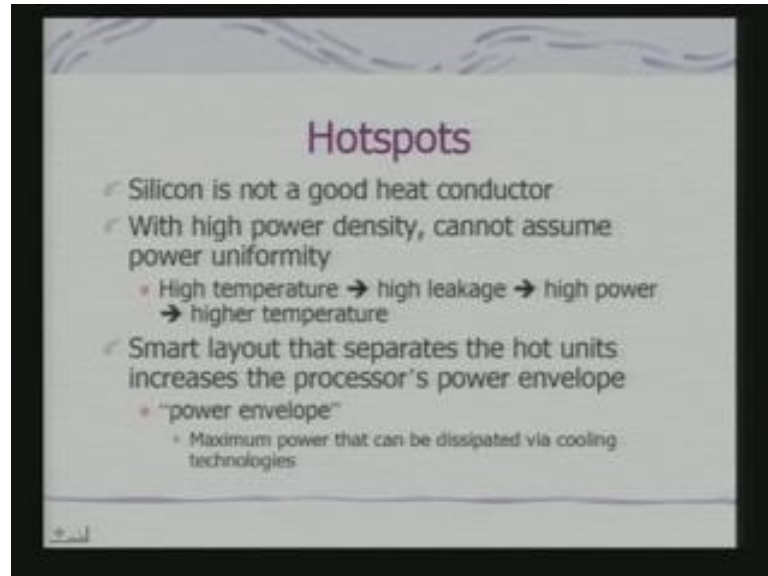 Hotspots
Silicon is not a good heat conductor
With high power density, cannot assume
power uniformity
High temperature → high leakage → high power
→ higher temperature
Smart layout that separates the hot units
increases the processor's power envelope
"power envelope"
Maximum power that can be dissipated via cooling
technologies